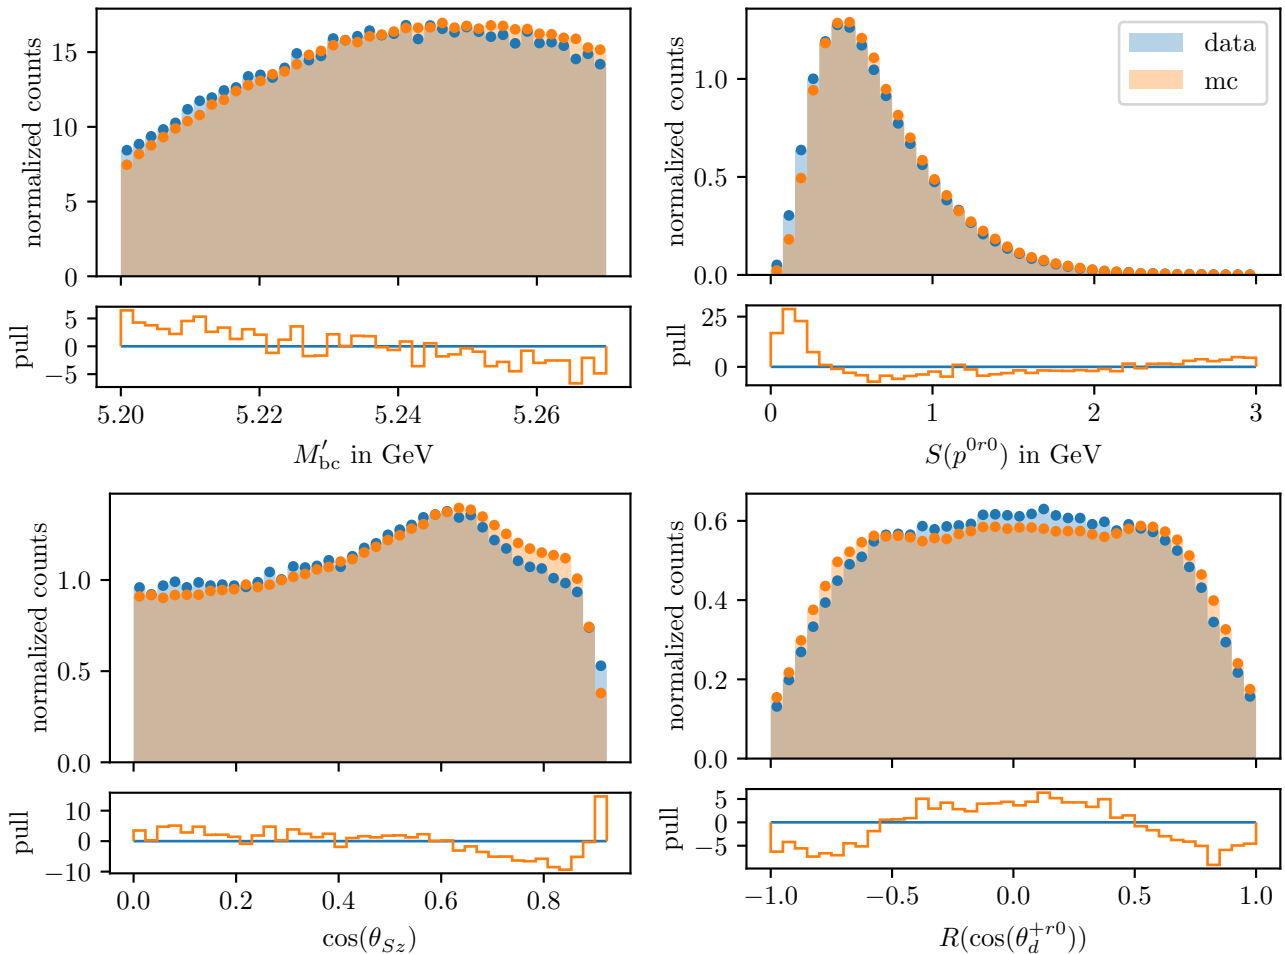 normalized counts
15
10
5
0
pull
5
0
−5
5.20 5.22 5.24 5.26
M′bc in GeV
normalized counts
1.0
0.5
0.0
data
mc
pull
25
0
0 1 2 3
S(p^{0r0}) in GeV
normalized counts
1.0
0.5
0.0
pull
10
0
−10
0.0 0.2 0.4 0.6 0.8
cos(θ_{Sz})
normalized counts
0.6
0.4
0.2
0.0
pull
5
0
−5
−1.0 −0.5 0.0 0.5 1.0
R(cos(θ_d^{+r0}))